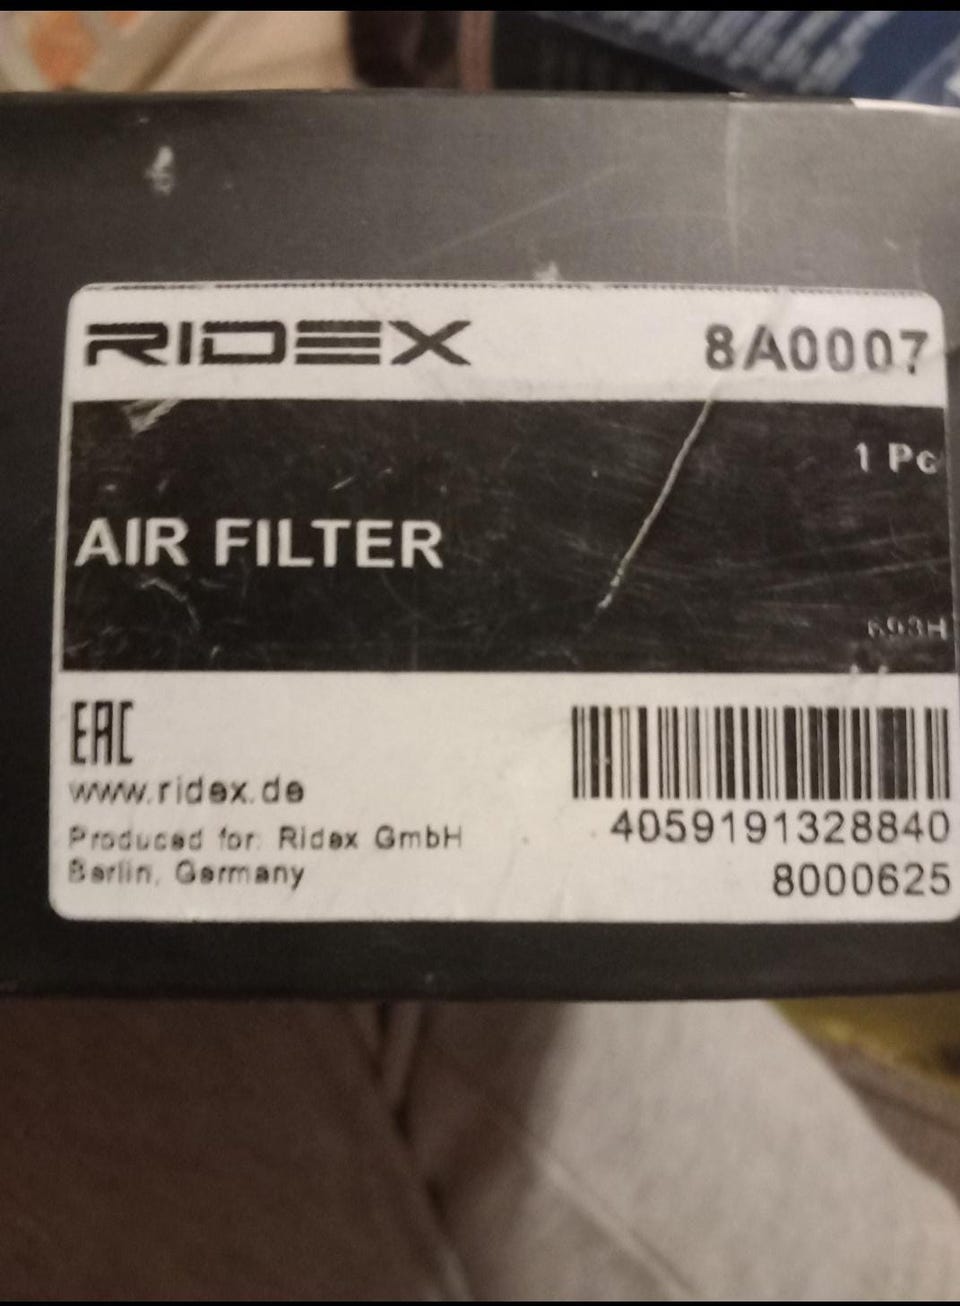 RIDEX 8A0007
1 Pc
AIR FILTER
EAC
www.ridex.de
Produced for: Ridex GmbH
Berlin, Germany
4059191328840
8000625